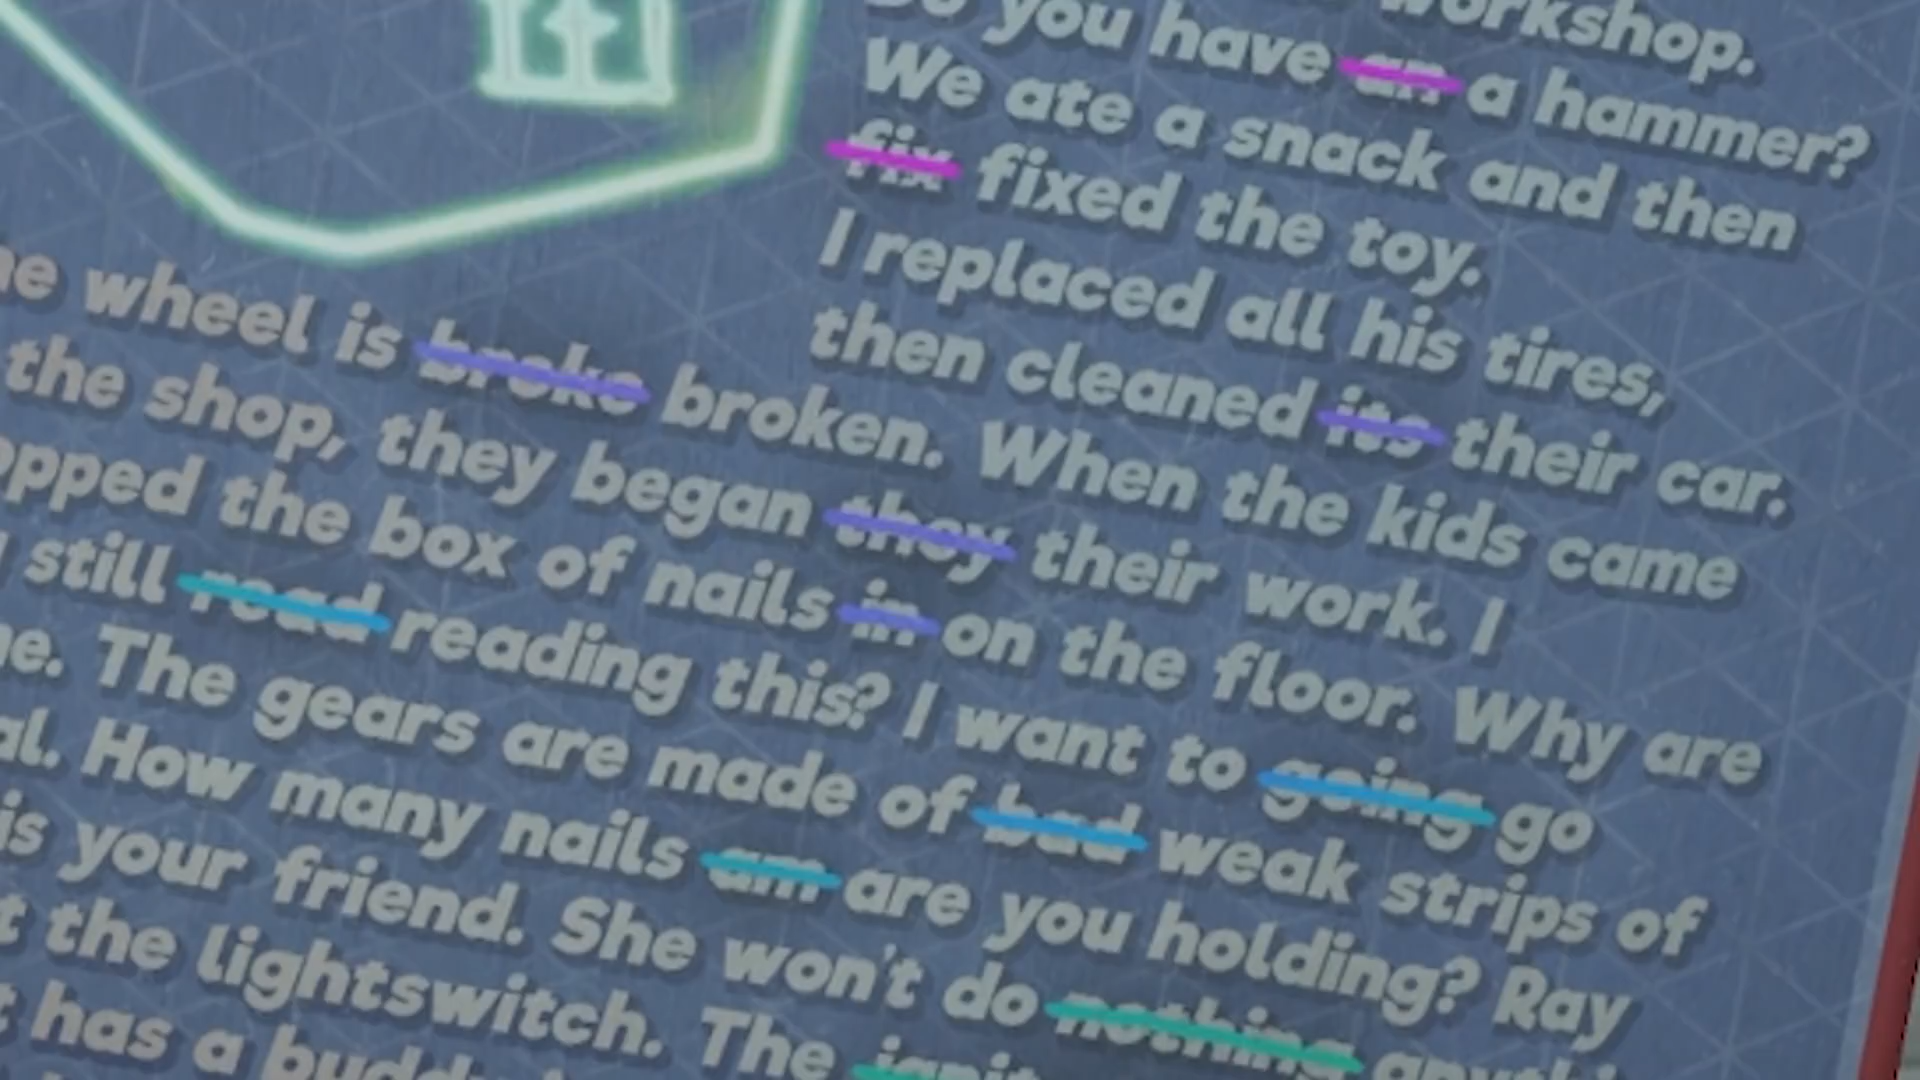 workshop.
Do you have an a hammer?
We ate a snack and then
fix fixed the toy.
I replaced all his tires,
then cleaned its their car.
wheel is broke broken. When the kids came
the shop, they began they their work. I
opped the box of nails in on the floor. Why are
still read reading this? I want to going go
The gears are made of bad weak strips of
al. How many nails am are you holding? Ray
is your friend. She won't do nothing
the lightswitch. The
has a